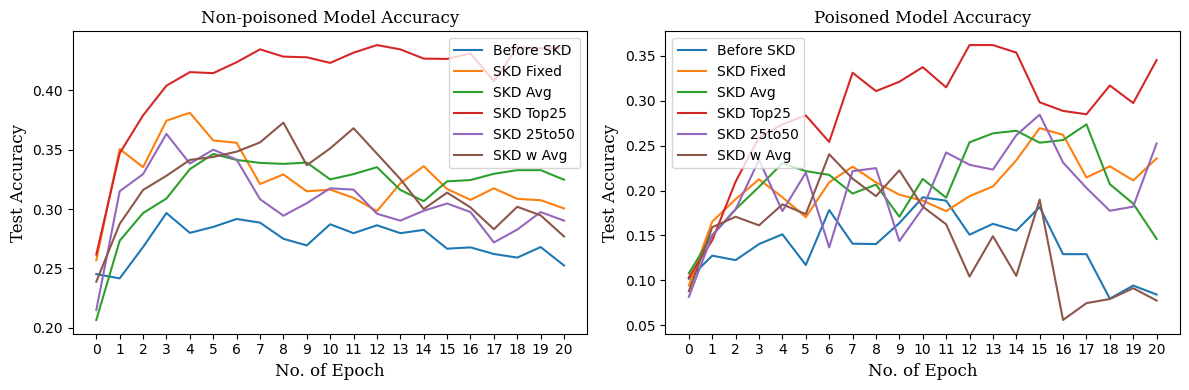 Non-poisoned Model Accuracy
Test Accuracy
0.40
0.35
0.30
0.25
0.20
Before SKD
SKD Fixed
SKD Avg
SKD Top25
SKD 25to50
SKD w Avg
0 1 2 3 4 5 6 7 8 9 10 11 12 13 14 15 16 17 18 19 20
No. of Epoch
Poisoned Model Accuracy
Test Accuracy
0.35
0.30
0.25
0.20
0.15
0.10
0.05
Before SKD
SKD Fixed
SKD Avg
SKD Top25
SKD 25to50
SKD w Avg
0 1 2 3 4 5 6 7 8 9 10 11 12 13 14 15 16 17 18 19 20
No. of Epoch